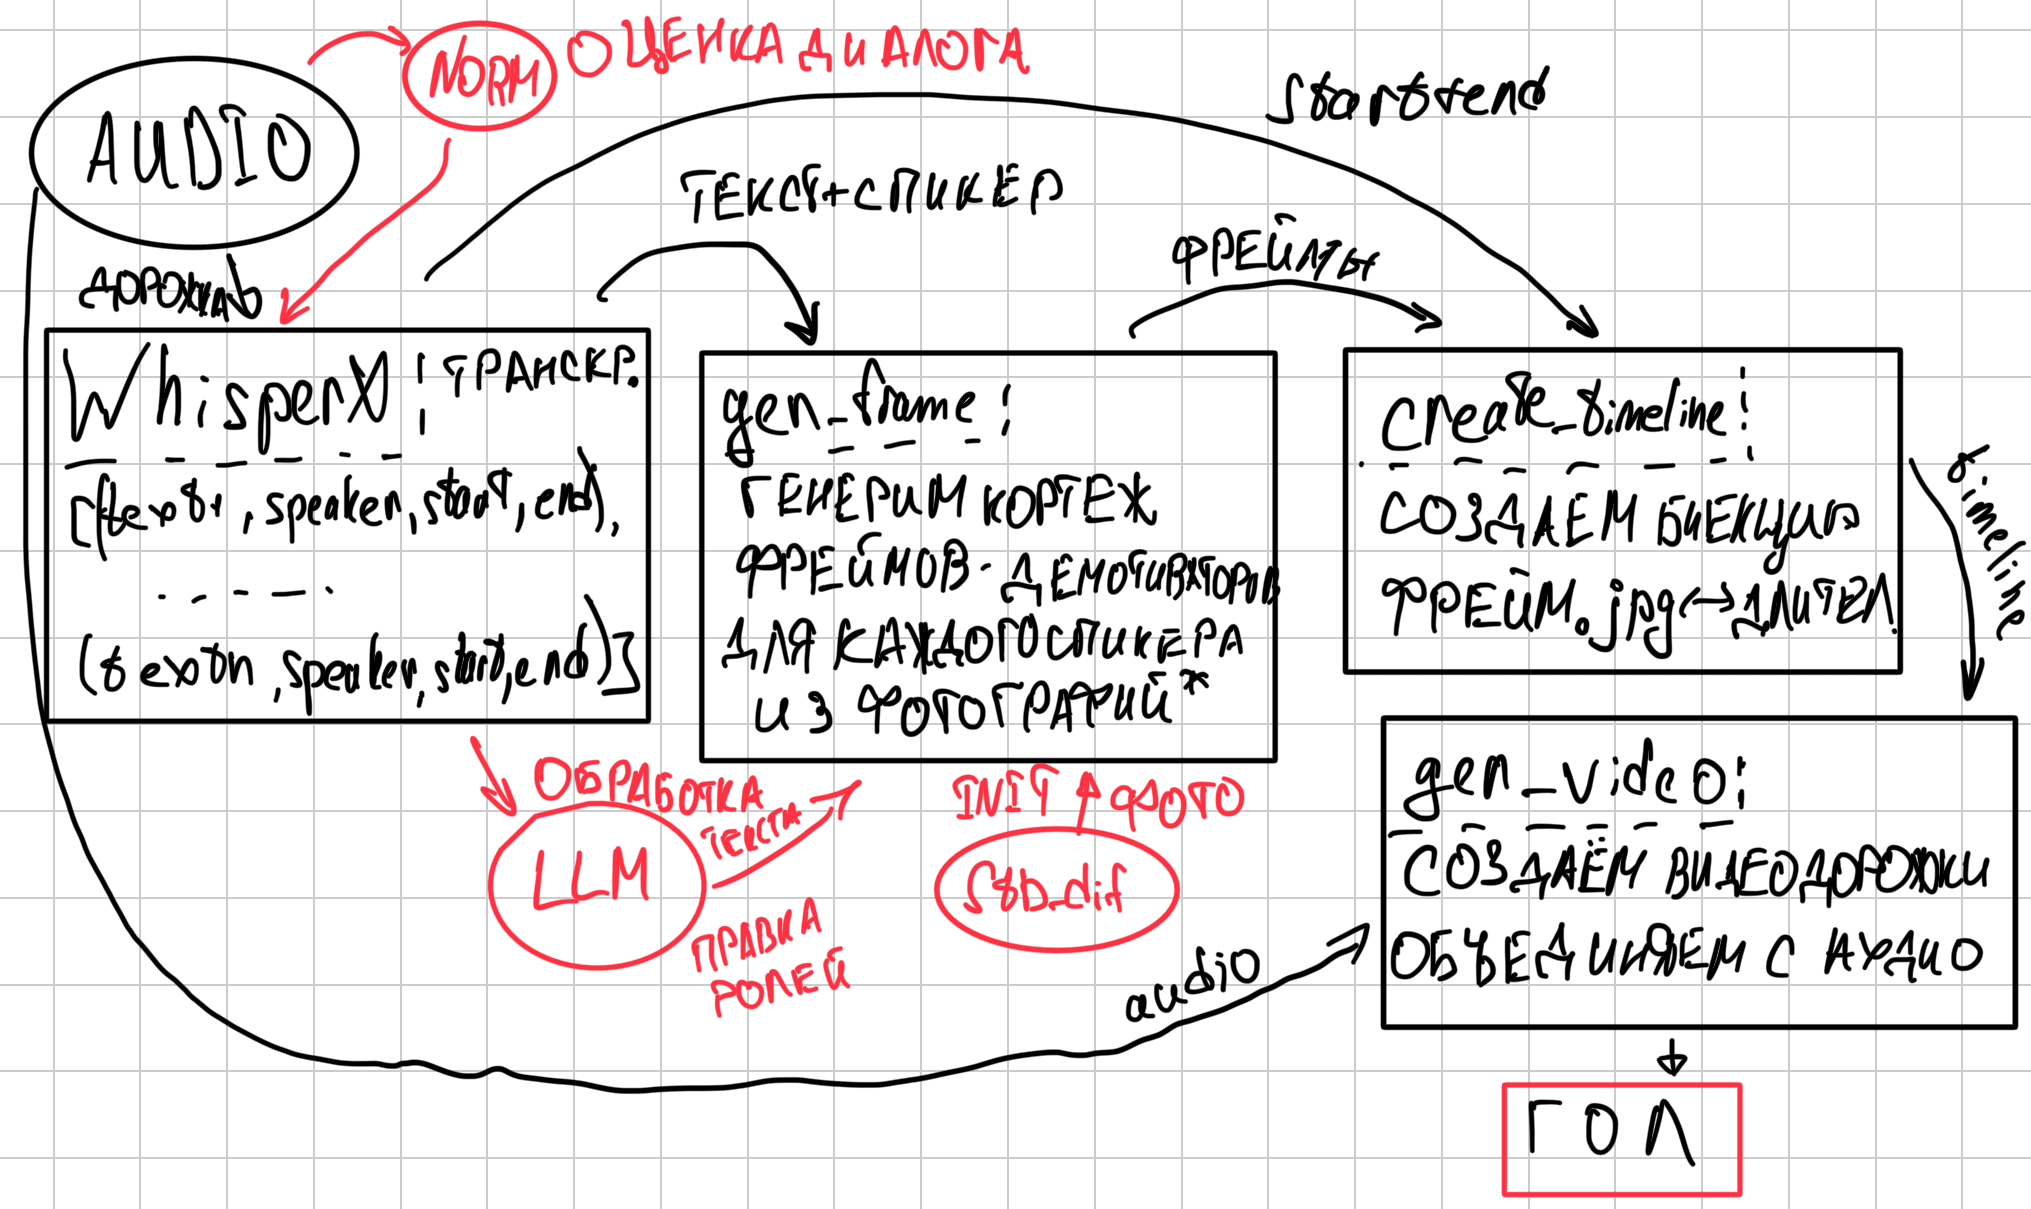 AUDIO
NORM
ОЦЕНКА ДИАЛОГА
start+end
ТЕКСТ+СПИКЕР
ФРЕЙМЫ
ДОРОЖКА
WhisperX: ТРАНСКР.
[(text1, speaker, start, end),
.....
(textn, speaker, start, end)]
gen_frame:
ГЕНЕРИМ КОРТЕЖ
ФРЕЙМОВ-ДЕМОТИВАТОРОВ
ДЛЯ КАЖДОГО СПИКЕРА
ИЗ ФОТОГРАФИЙ*
create_timeline:
СОЗДАЕМ БИЕКЦИЮ
ФРЕЙМ.jpg↔ДЛИТЕЛ.
timeline
ОБРАБОТКА
ТЕКСТА
LLM
ПРАВКА
РОЛЕЙ
INIT ФОТО
Stb_dif
audio
gen_video:
СОЗДАЁМ ВИДЕОДОРОЖКИ
ОБЪЕДИНЯЕМ С АУДИО
ГОЛ